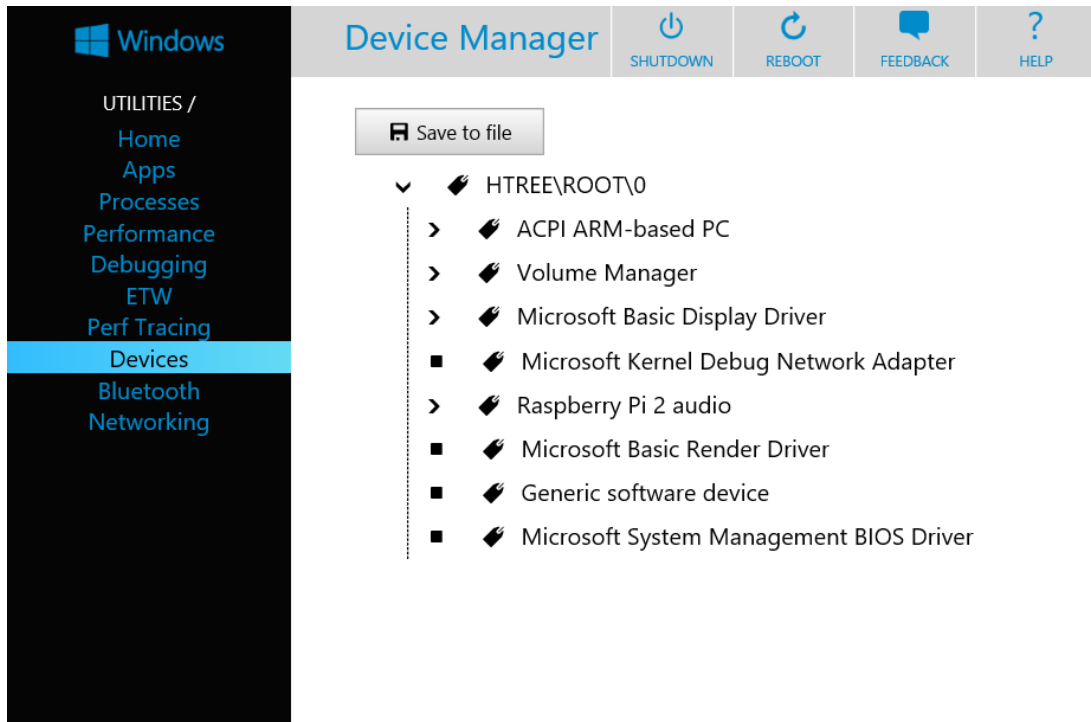 Windows
UTILITIES /
Home
Apps
Processes
Performance
Debugging
ETW
Perf Tracing
Devices
Bluetooth
Networking
Device Manager
SHUTDOWN
REBOOT
FEEDBACK
?
HELP
Save to file
HTREE\ROOT\0
ACPI ARM-based PC
Volume Manager
Microsoft Basic Display Driver
Microsoft Kernel Debug Network Adapter
Raspberry Pi 2 audio
Microsoft Basic Render Driver
Generic software device
Microsoft System Management BIOS Driver